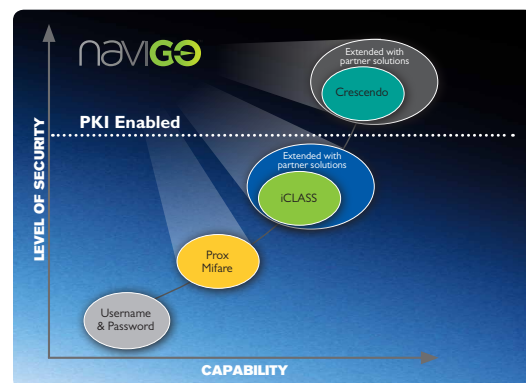 naviGO
Extended with
partner solutions
Crescendo
PKI Enabled
Extended with
partner solutions
iCLASS
Prox
Mifare
Username
& Password
LEVEL OF SECURITY
CAPABILITY